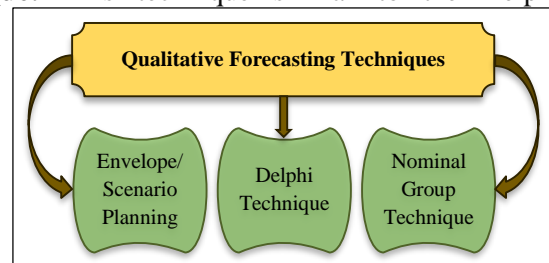 Qualitative Forecasting Techniques
Envelope/
Scenario
Planning
Delphi
Technique
Nominal
Group
Technique